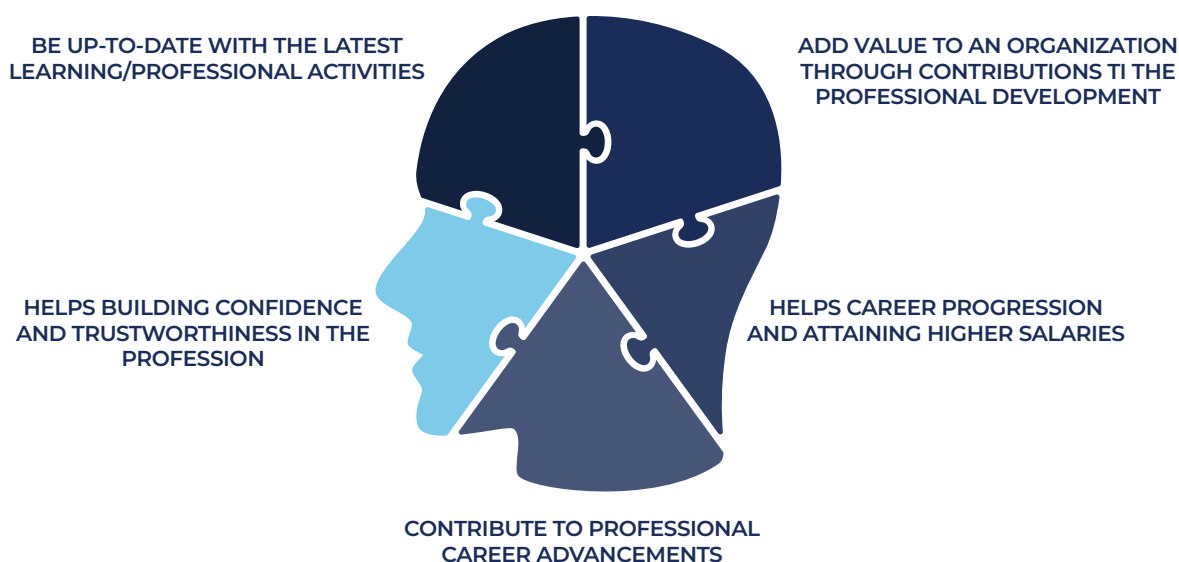 BE UP-TO-DATE WITH THE LATEST
LEARNING/PROFESSIONAL ACTIVITIES
ADD VALUE TO AN ORGANIZATION
THROUGH CONTRIBUTIONS TI THE
PROFESSIONAL DEVELOPMENT
HELPS BUILDING CONFIDENCE
AND TRUSTWORTHINESS IN THE
PROFESSION
HELPS CAREER PROGRESSION
AND ATTAINING HIGHER SALARIES
CONTRIBUTE TO PROFESSIONAL
CAREER ADVANCEMENTS